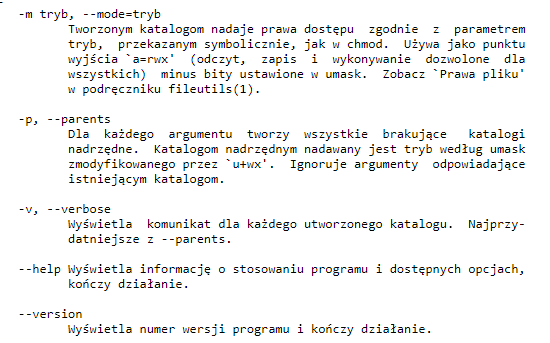 -m tryb, --mode=tryb
Tworzonym katalogom nadaje prawa dostępu zgodnie z parametrem
tryb, przekazanym symbolicznie, jak w chmod. Używa jako punktu
wyjścia `a=rwx' (odczyt, zapis i wykonywanie dozwolone dla
wszystkich) minus bity ustawione w umask. Zobacz `Prawa pliku'
w podręczniku fileutils(1).
-p, --parents
Dla każdego argumentu tworzy wszystkie brakujące katalogi
nadrzędne. Katalogom nadrzędnym nadawany jest tryb według umask
zmodyfikowanego przez `u+wx'. Ignoruje argumenty odpowiadające
istniejącym katalogom.
-v, --verbose
Wyświetla komunikat dla każdego utworzonego katalogu. Najprzy-
datniejsze z --parents.
--help Wyświetla informację o stosowaniu programu i dostępnych opcjach,
kończy działanie.
--version
Wyświetla numer wersji programu i kończy działanie.